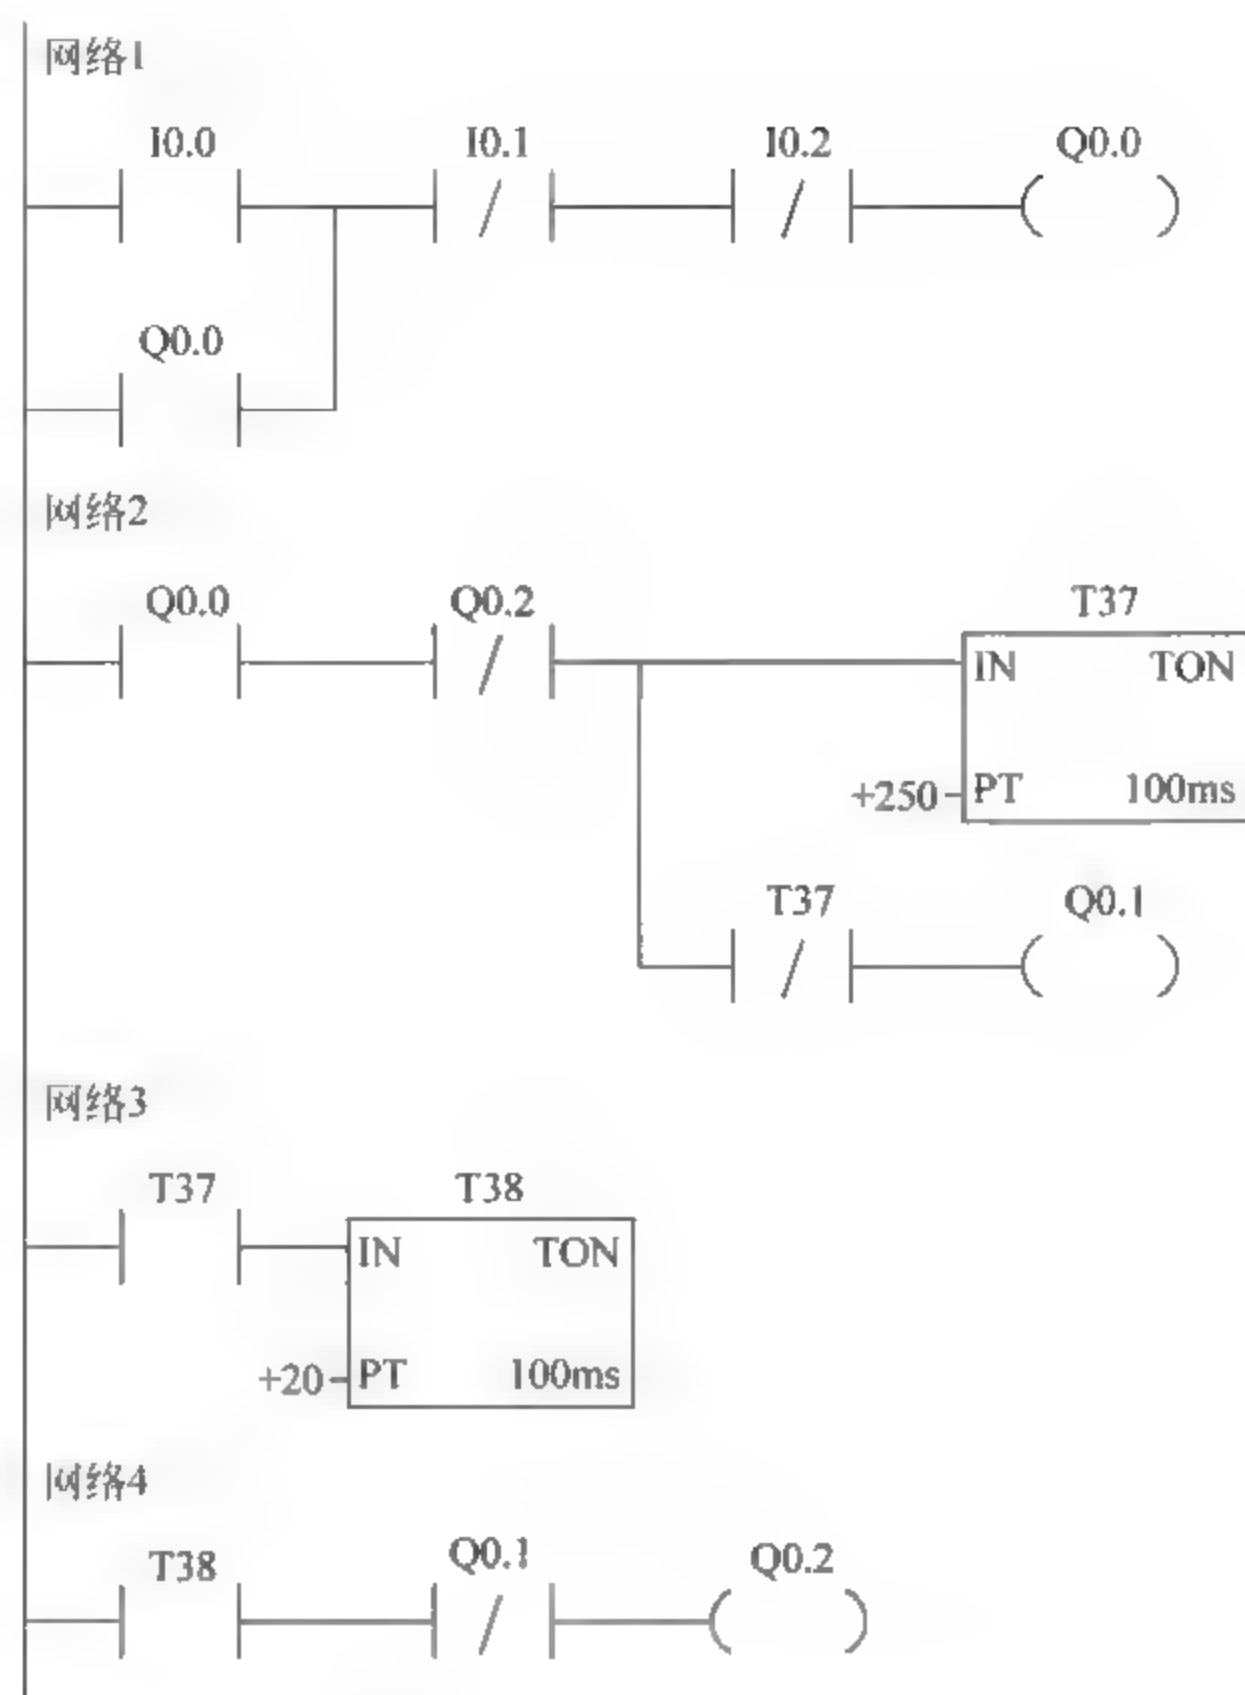 网络1
I0.0 I0.1 I0.2 Q0.0
Q0.0
网络2
Q0.0 Q0.2 T37
IN TON
+250 PT 100ms
T37 Q0.1
网络3
T37 T38
IN TON
+20 PT 100ms
网络4
T38 Q0.1 Q0.2